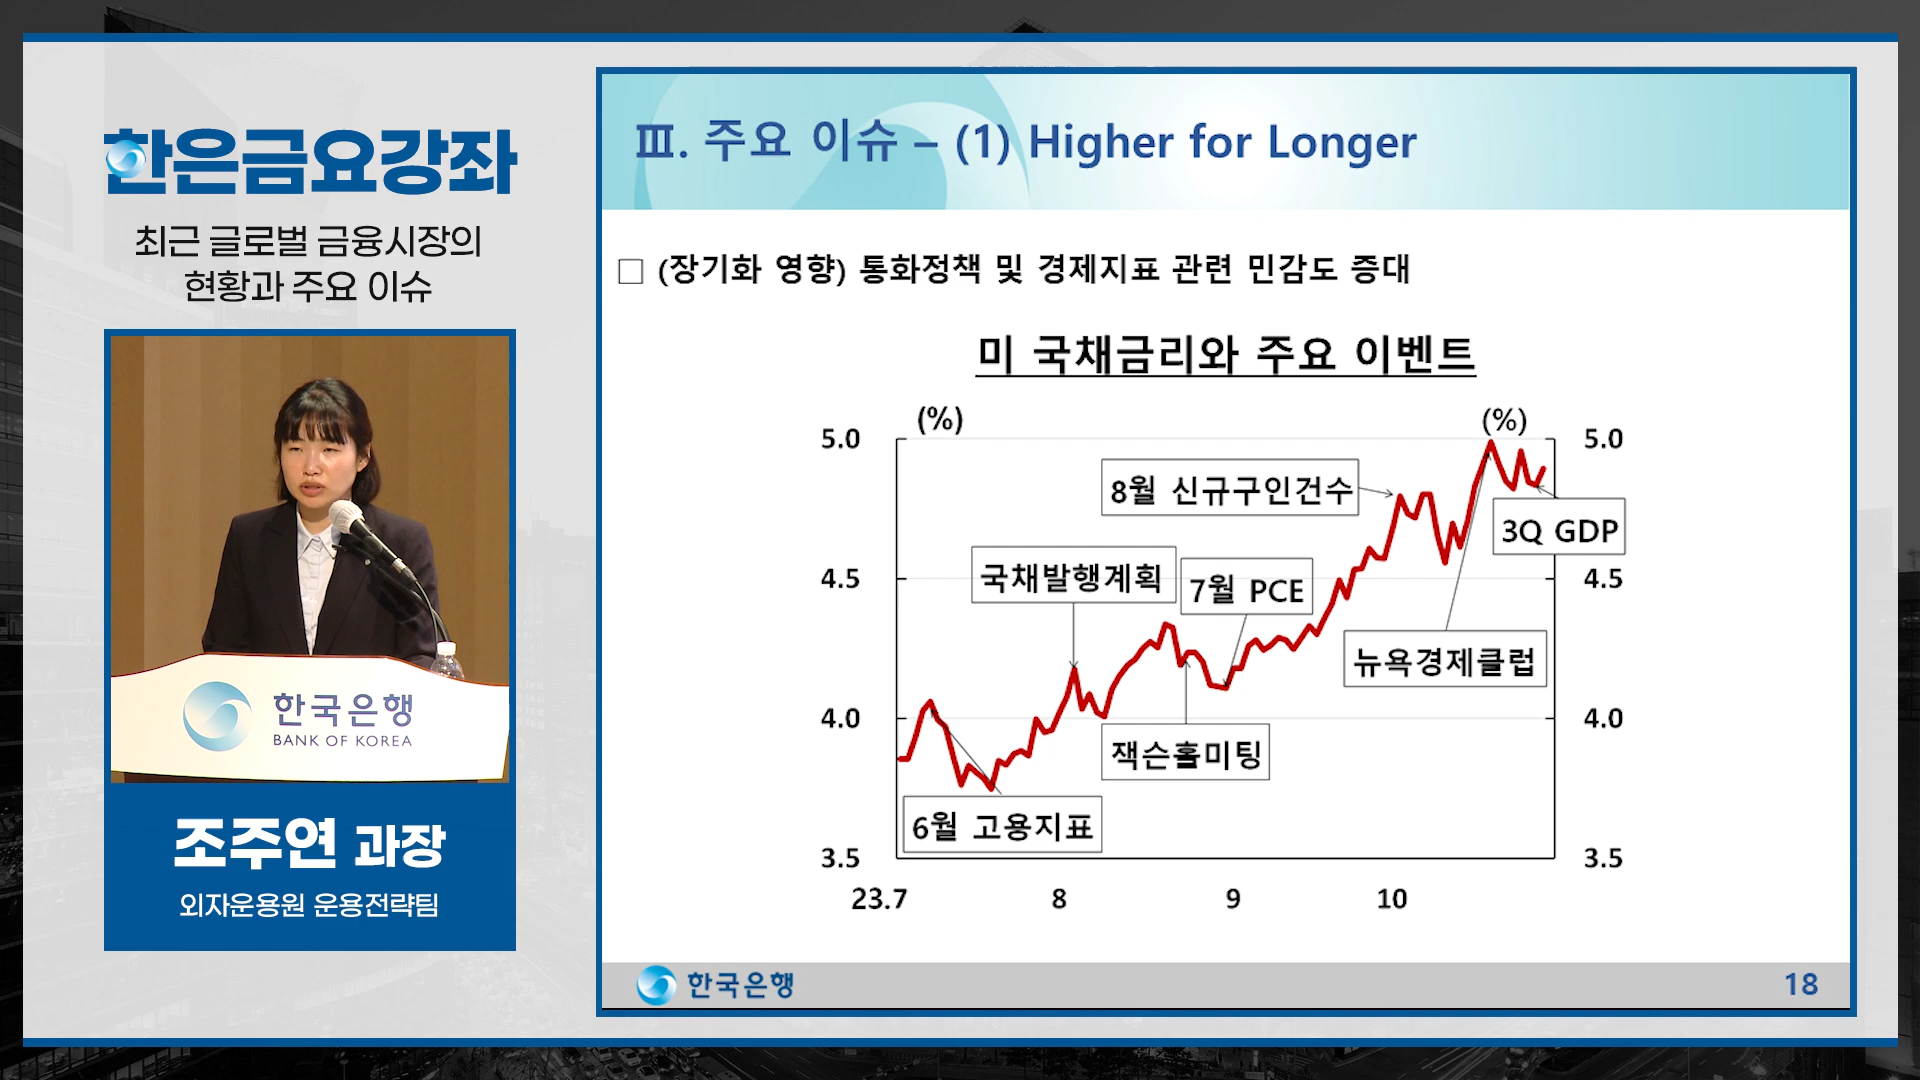 한은금요강좌
최근 글로벌 금융시장의
현황과 주요 이슈
한국은행
BANK OF KOREA
조주연 과장
외자운용원 운용전략팀
Ⅲ. 주요 이슈 – (1) Higher for Longer
□ (장기화 영향) 통화정책 및 경제지표 관련 민감도 증대
미 국채금리와 주요 이벤트
(%) (%)
5.0 5.0
8월 신규구인건수
3Q GDP
4.5 4.5
국채발행계획
7월 PCE
뉴욕경제클럽
4.0 4.0
잭슨홀미팅
6월 고용지표
3.5 3.5
23.7 8 9 10
한국은행
18